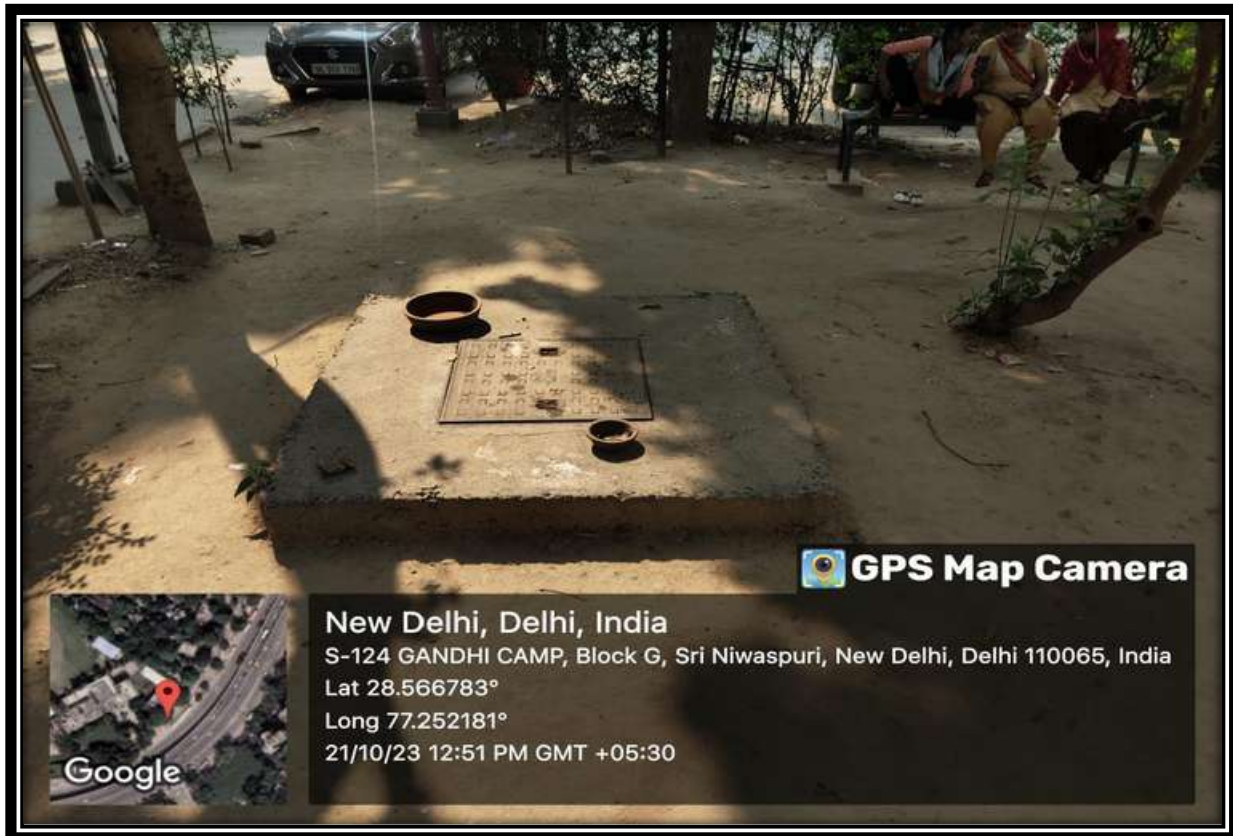 GPS Map Camera
New Delhi, Delhi, India
S-124 GANDHI CAMP, Block G, Sri Niwaspuri, New Delhi, Delhi 110065, India
Lat 28.566783°
Long 77.252181°
21/10/23 12:51 PM GMT +05:30
Google